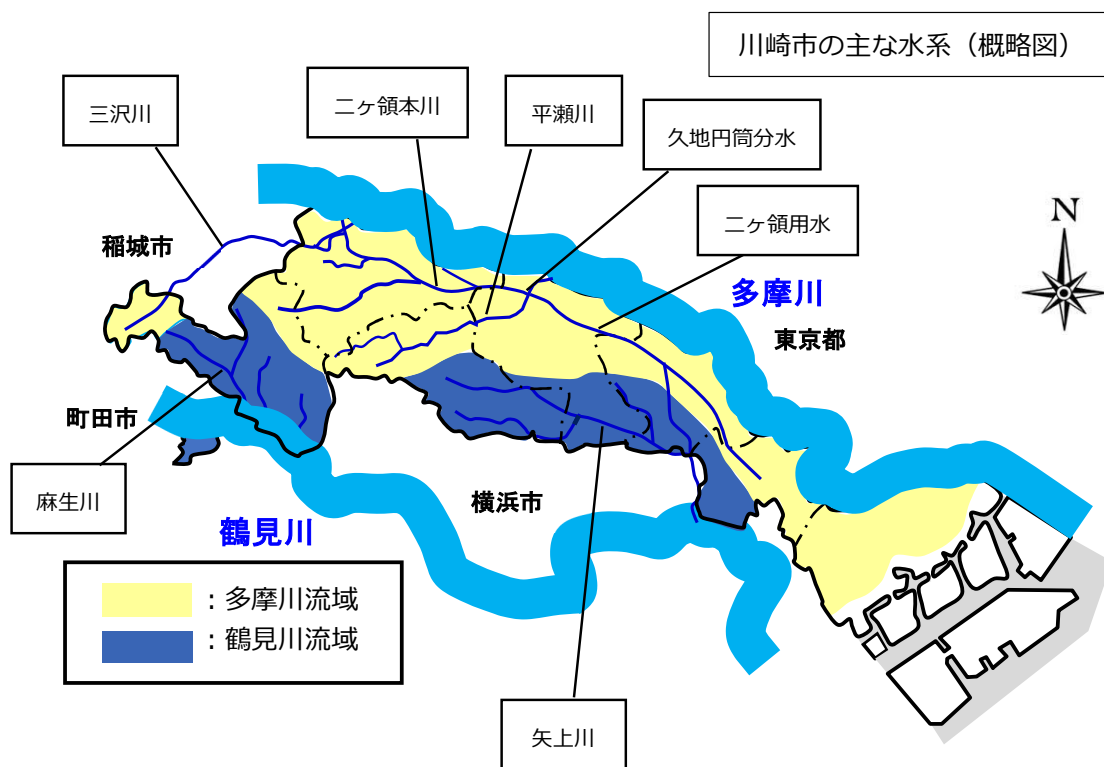 川崎市の主な水系（概略図）
三沢川
二ヶ領本川
平瀬川
久地円筒分水
二ヶ領用水
N
稲城市
多摩川
東京都
町田市
麻生川
横浜市
鶴見川
：多摩川流域
：鶴見川流域
矢上川